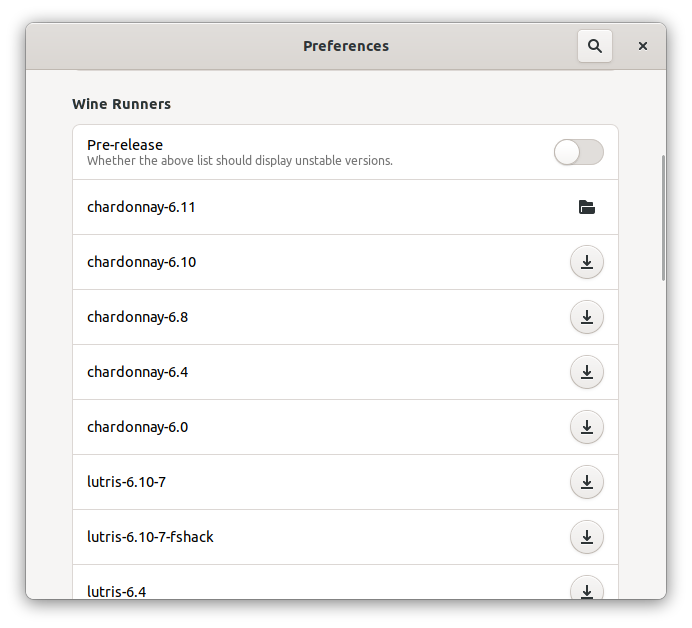 Preferences
Wine Runners
Pre-release
Whether the above list should display unstable versions.
chardonnay-6.11
chardonnay-6.10
chardonnay-6.8
chardonnay-6.4
chardonnay-6.0
lutris-6.10-7
lutris-6.10-7-fshack
lutris-6.4